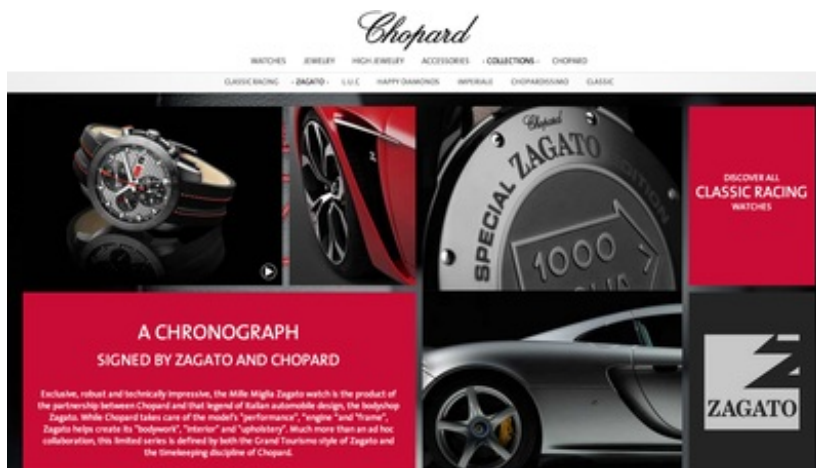 Chopard
WATCHES JEWELRY HIGH JEWELRY ACCESSORIES - COLLECTIONS - CHOPARD
CLASSIC RACING - ZAGATO - L.U.C HAPPY DIAMONDS IMPERIALE CHOPARDISSIMO CLASSIC
Chopard
ZAGATO
SPECIAL EDITION
1000
DISCOVER ALL
CLASSIC RACING
WATCHES
A CHRONOGRAPH
SIGNED BY ZAGATO AND CHOPARD
Exclusive, robust and technically impressive, the Mille Miglia Zagato watch is the product of
the partnership between Chopard and that legend of Italian automobile design, the bodyshop
Zagato. While Chopard takes care of the model's "performance", "engine "and "frame",
Zagato helps create its "bodywork", "interior" and "upholstery". Much more than an ad hoc
collaboration, this limited series is defined by both the Grand Tourismo style of Zagato and
the timekeeping discipline of Chopard.
ZAGATO